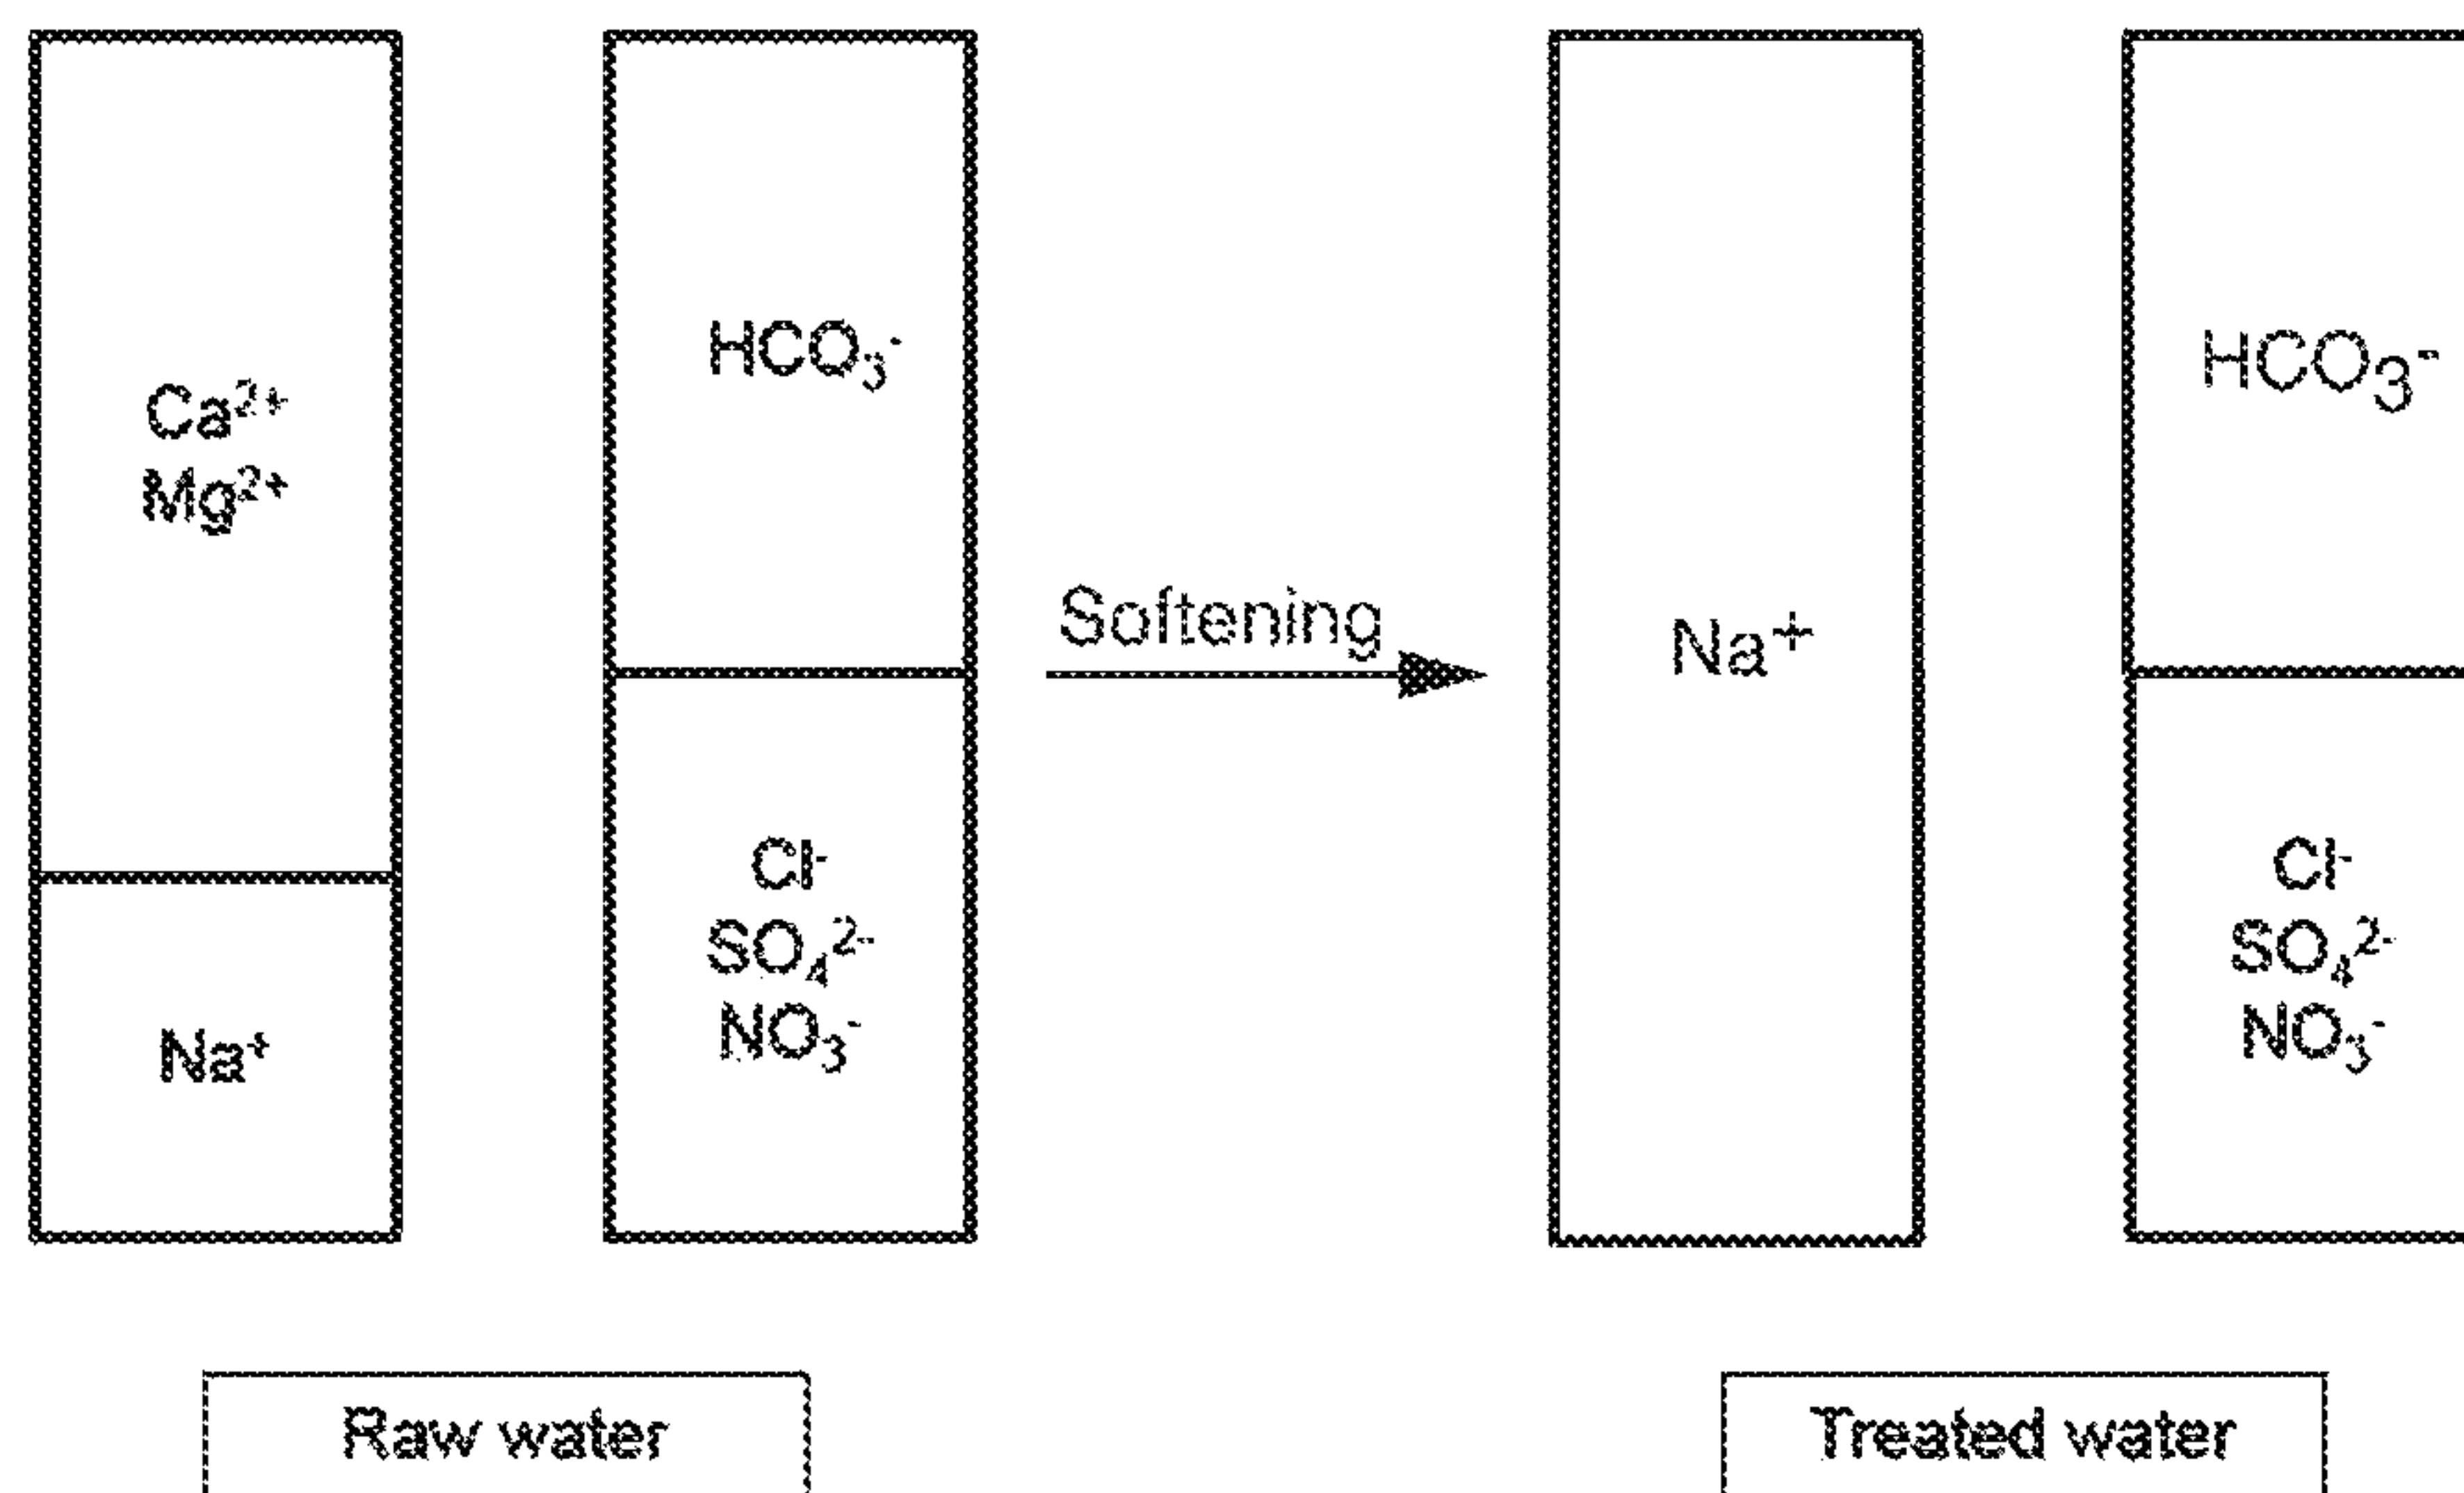 Ca²⁺
Mg²⁺
Na⁺
HCO₃⁻
Cl⁻
SO₄²⁻
NO₃⁻
Softening
Na⁺
HCO₃⁻
Cl⁻
SO₄²⁻
NO₃⁻
Raw water
Treated water